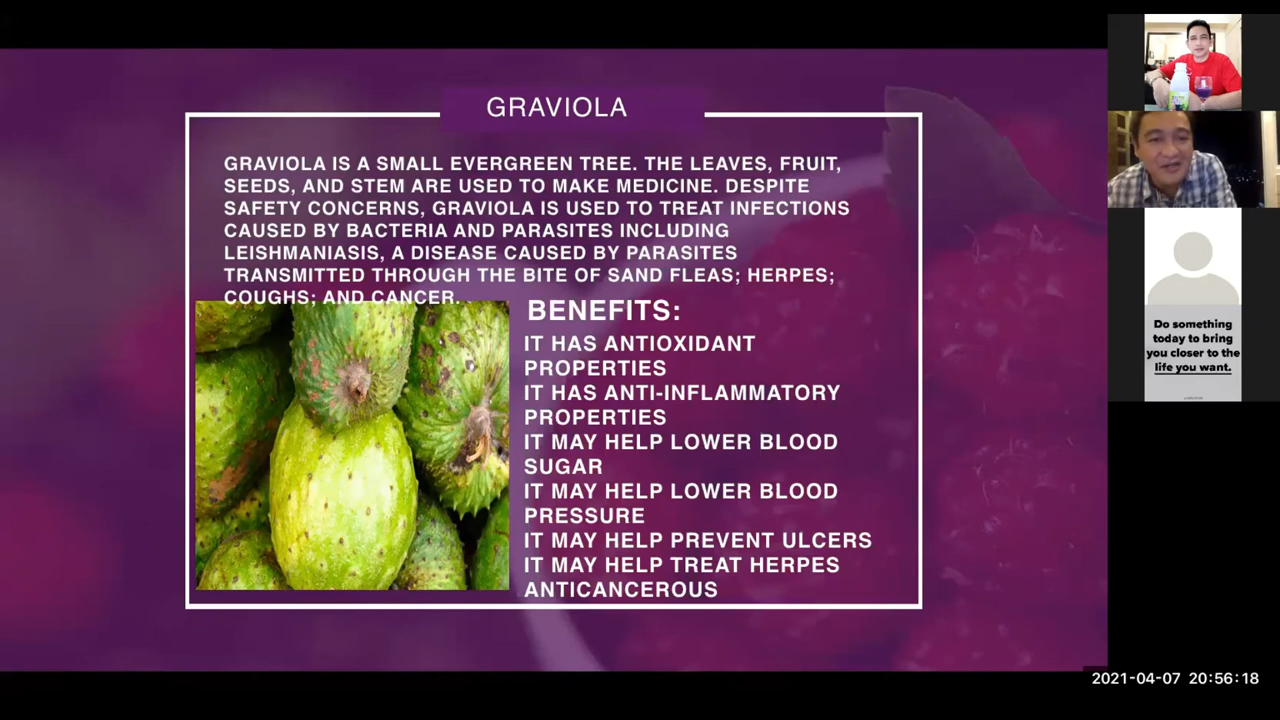 GRAVIOLA
GRAVIOLA IS A SMALL EVERGREEN TREE. THE LEAVES, FRUIT,
SEEDS, AND STEM ARE USED TO MAKE MEDICINE. DESPITE
SAFETY CONCERNS, GRAVIOLA IS USED TO TREAT INFECTIONS
CAUSED BY BACTERIA AND PARASITES INCLUDING
LEISHMANIASIS, A DISEASE CAUSED BY PARASITES
TRANSMITTED THROUGH THE BITE OF SAND FLEAS; HERPES;
COUGHS; AND CANCER.
BENEFITS:
IT HAS ANTIOXIDANT
PROPERTIES
IT HAS ANTI-INFLAMMATORY
PROPERTIES
IT MAY HELP LOWER BLOOD
SUGAR
IT MAY HELP LOWER BLOOD
PRESSURE
IT MAY HELP PREVENT ULCERS
IT MAY HELP TREAT HERPES
ANTICANCEROUS
Do something
today to bring
you closer to the
life you want.
2021-04-07 20:56:18